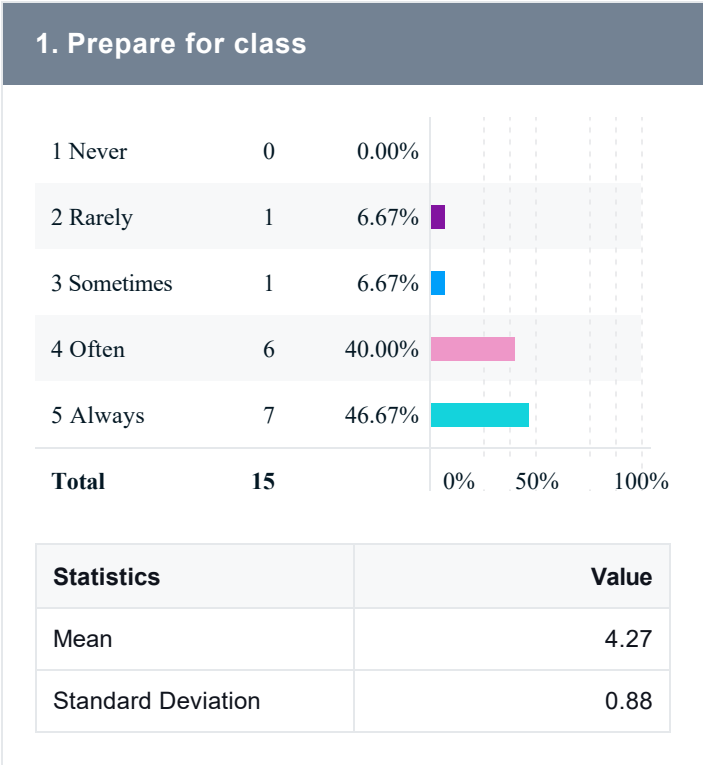 1. Prepare for class
1 Never 0 0.00%
2 Rarely 1 6.67%
3 Sometimes 1 6.67%
4 Often 6 40.00%
5 Always 7 46.67%
Total 15 0% 50% 100%
Statistics Value
Mean 4.27
Standard Deviation 0.88